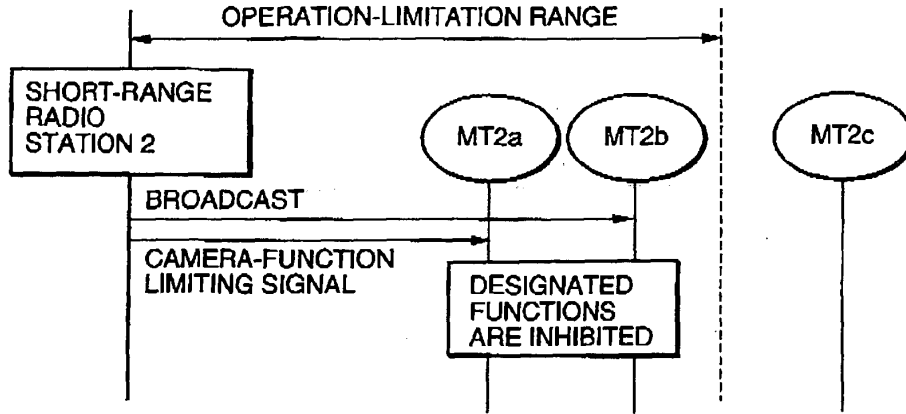 OPERATION-LIMITATION RANGE
SHORT-RANGE
RADIO
STATION 2
MT2a
MT2b
MT2c
BROADCAST
CAMERA-FUNCTION
LIMITING SIGNAL
DESIGNATED
FUNCTIONS
ARE INHIBITED